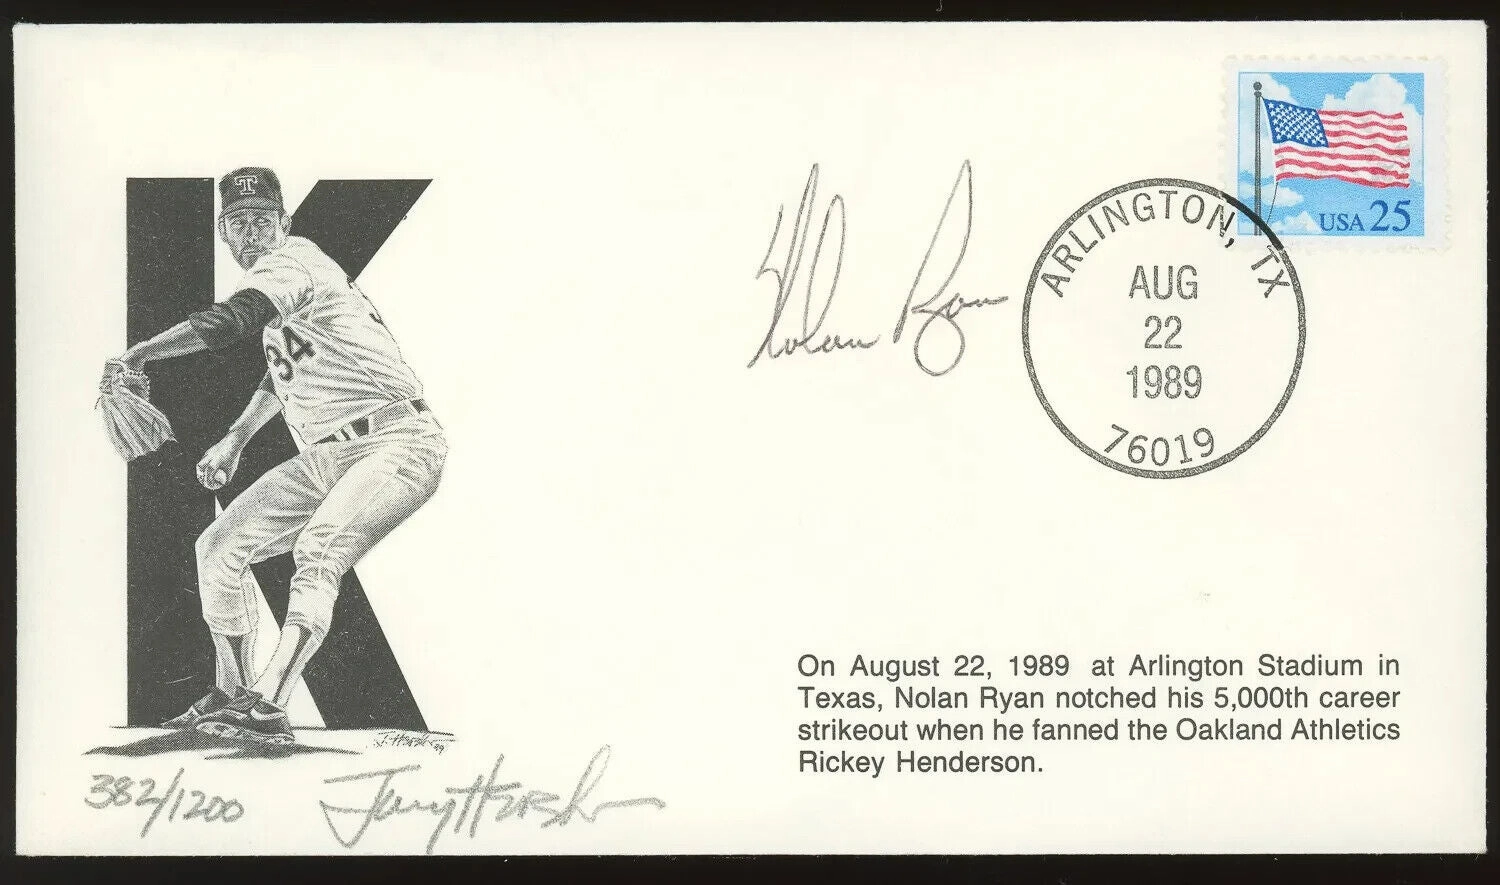 USA 25
ARLINGTON, TX
AUG
22
1989
76019
Nolan Ryan
T
34
On August 22, 1989 at Arlington Stadium in
Texas, Nolan Ryan notched his 5,000th career
strikeout when he fanned the Oakland Athletics
Rickey Henderson.
K
382/1200